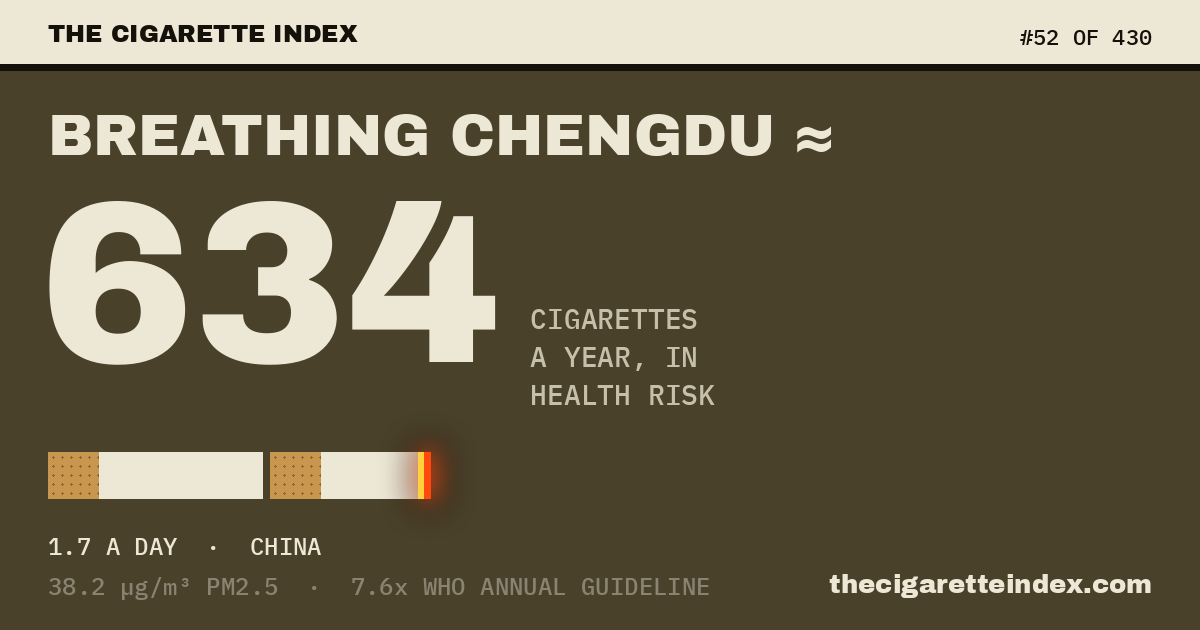 THE CIGARETTE INDEX
#52 OF 430
BREATHING CHENGDU ≈
634
CIGARETTES
A YEAR, IN
HEALTH RISK
1.7 A DAY · CHINA
38.2 µg/m³ PM2.5 · 7.6x WHO ANNUAL GUIDELINE
thecigaretteindex.com